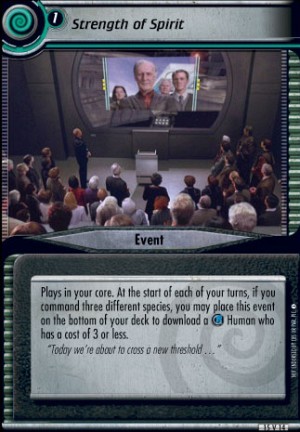 1
Strength of Spirit
Event
Plays in your core. At the start of each of your turns, if you
command three different species, you may place this event
on the bottom of your deck to download a Human who
has a cost of 3 or less.
"Today we're about to cross a new threshold . . ."